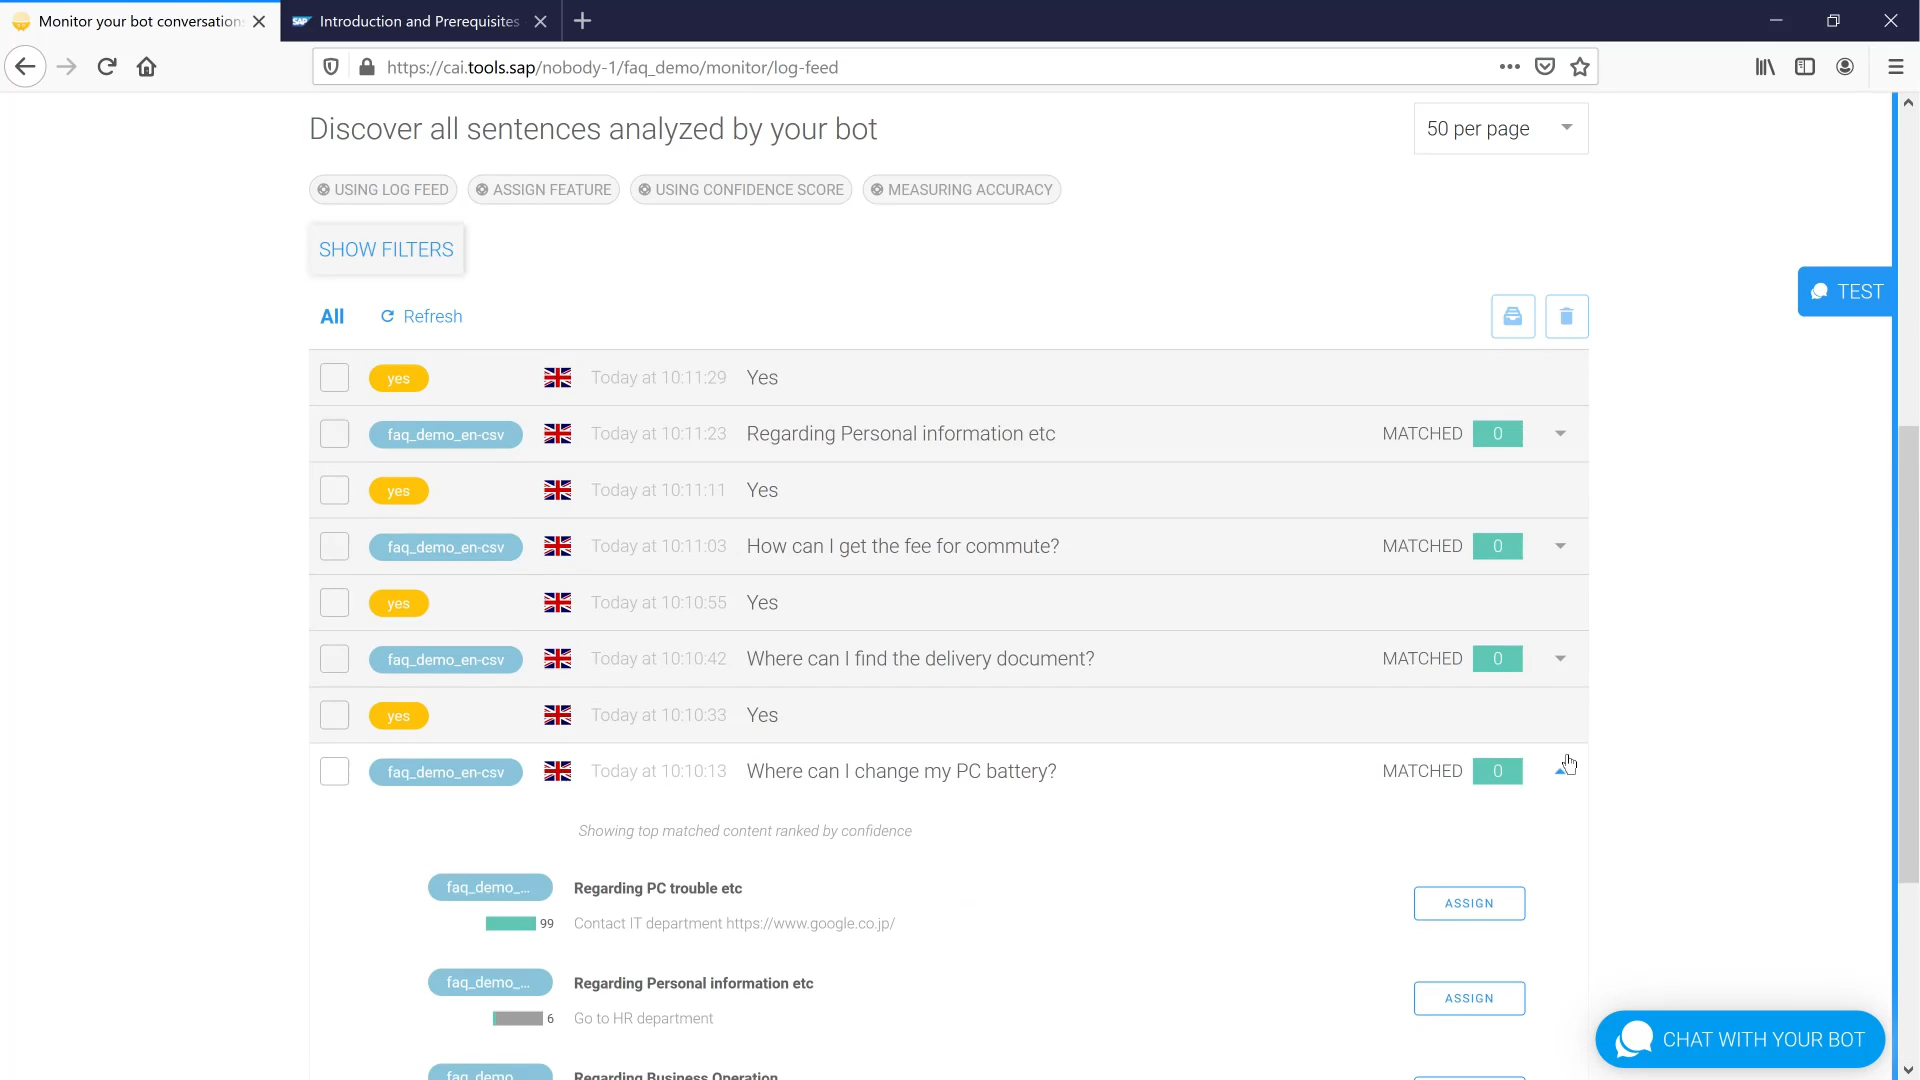 Monitor your bot conversations
Introduction and Prerequisites
https://cai.tools.sap/nobody-1/faq_demo/monitor/log-feed
Discover all sentences analyzed by your bot
50 per page
USING LOG FEED
ASSIGN FEATURE
USING CONFIDENCE SCORE
MEASURING ACCURACY
SHOW FILTERS
TEST
All
Refresh
yes Today at 10:11:29 Yes
faq_demo_en-csv Today at 10:11:23 Regarding Personal information etc MATCHED 0
yes Today at 10:11:11 Yes
faq_demo_en-csv Today at 10:11:03 How can I get the fee for commute? MATCHED 0
yes Today at 10:10:55 Yes
faq_demo_en-csv Today at 10:10:42 Where can I find the delivery document? MATCHED 0
yes Today at 10:10:33 Yes
faq_demo_en-csv Today at 10:10:13 Where can I change my PC battery? MATCHED 0
Showing top matched content ranked by confidence
faq_demo_... Regarding PC trouble etc
99 Contact IT department https://www.google.co.jp/
ASSIGN
faq_demo_... Regarding Personal information etc
6 Go to HR department
ASSIGN
faq_demo Regarding Business Operation
CHAT WITH YOUR BOT